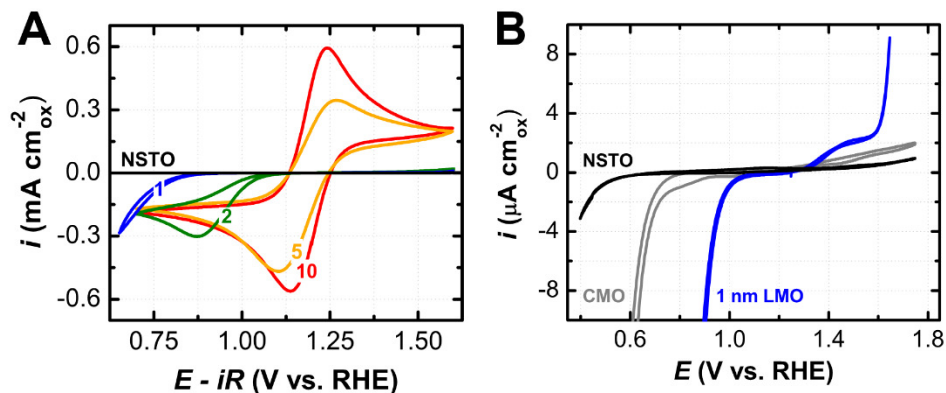 A
0.6
0.3
0.0
-0.3
-0.6
i (mA cm⁻²ox)
NSTO
1
2
5
10
0.75 1.00 1.25 1.50
E - iR (V vs. RHE)
B
8
4
0
-4
-8
i (μA cm⁻²ox)
NSTO
CMO
1 nm LMO
0.6 1.0 1.4 1.8
E (V vs. RHE)